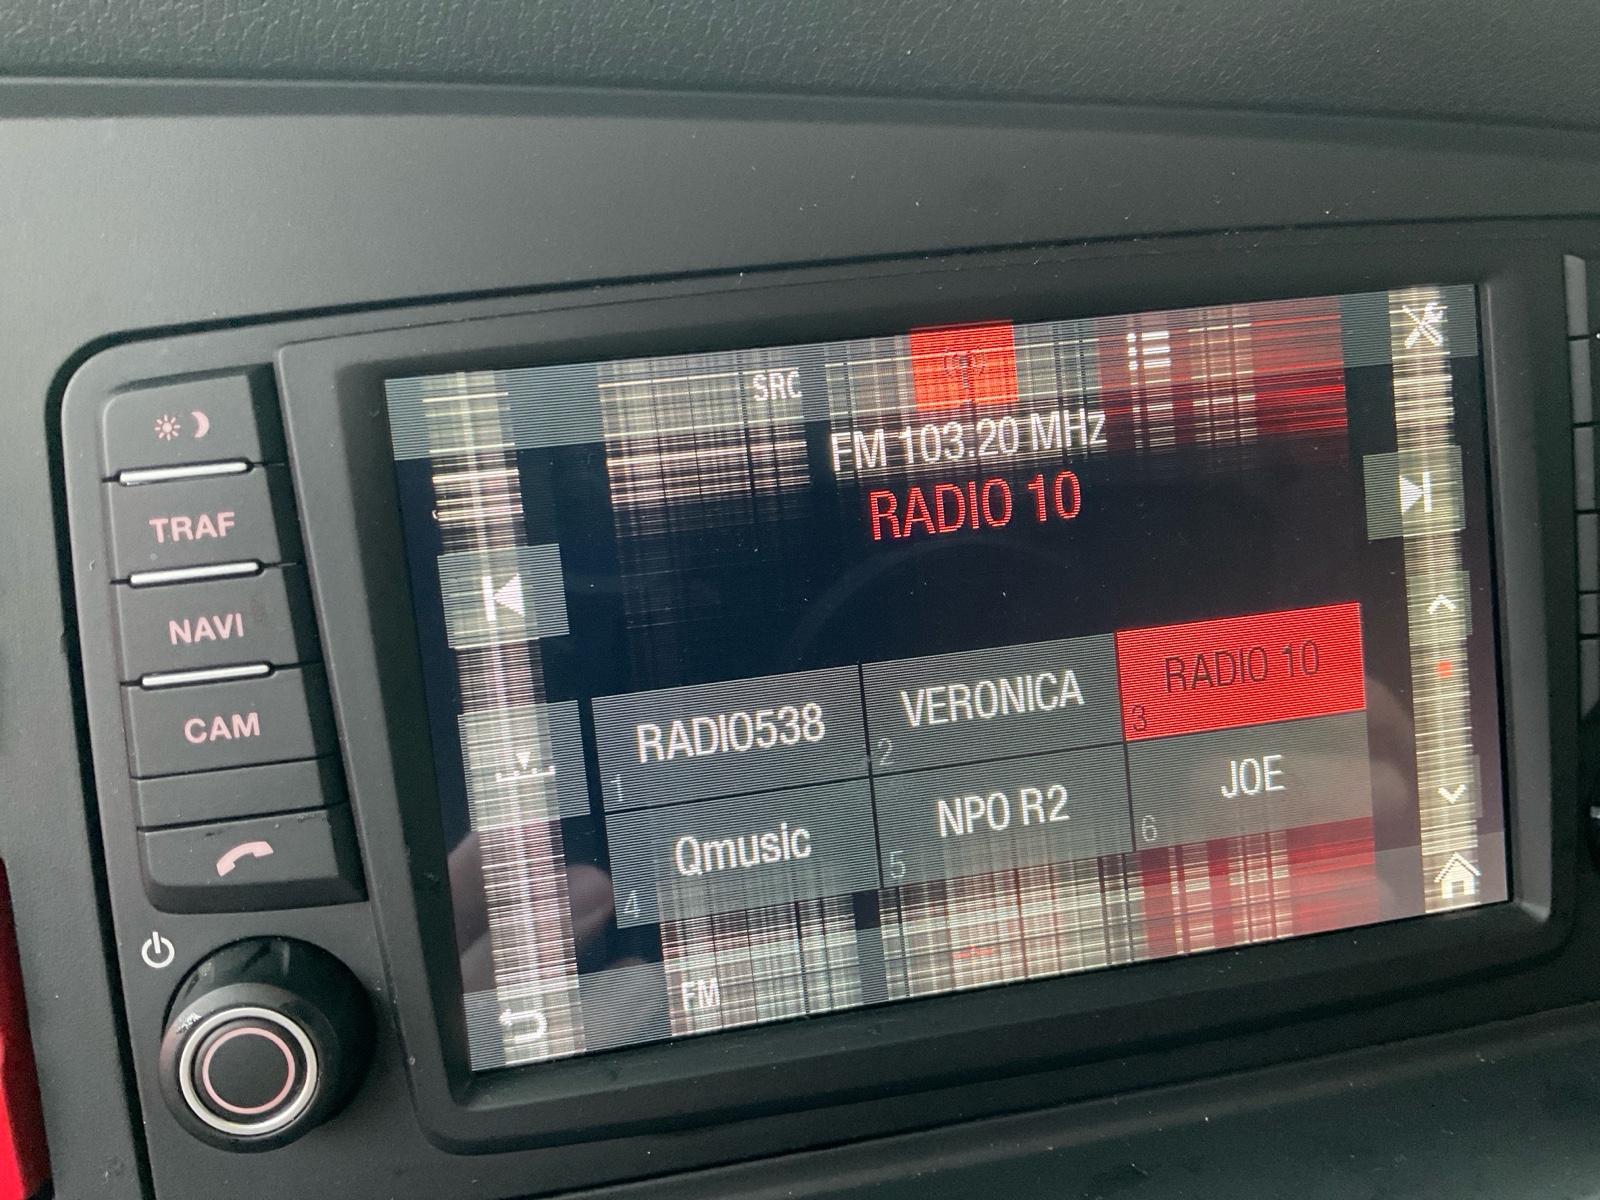 TRAF
NAVI
CAM
SRC
FM 103.20 MHz
RADIO 10
1 RADIO538
2 VERONICA
3 RADIO 10
4 Qmusic
5 NPO R2
6 JOE
FM